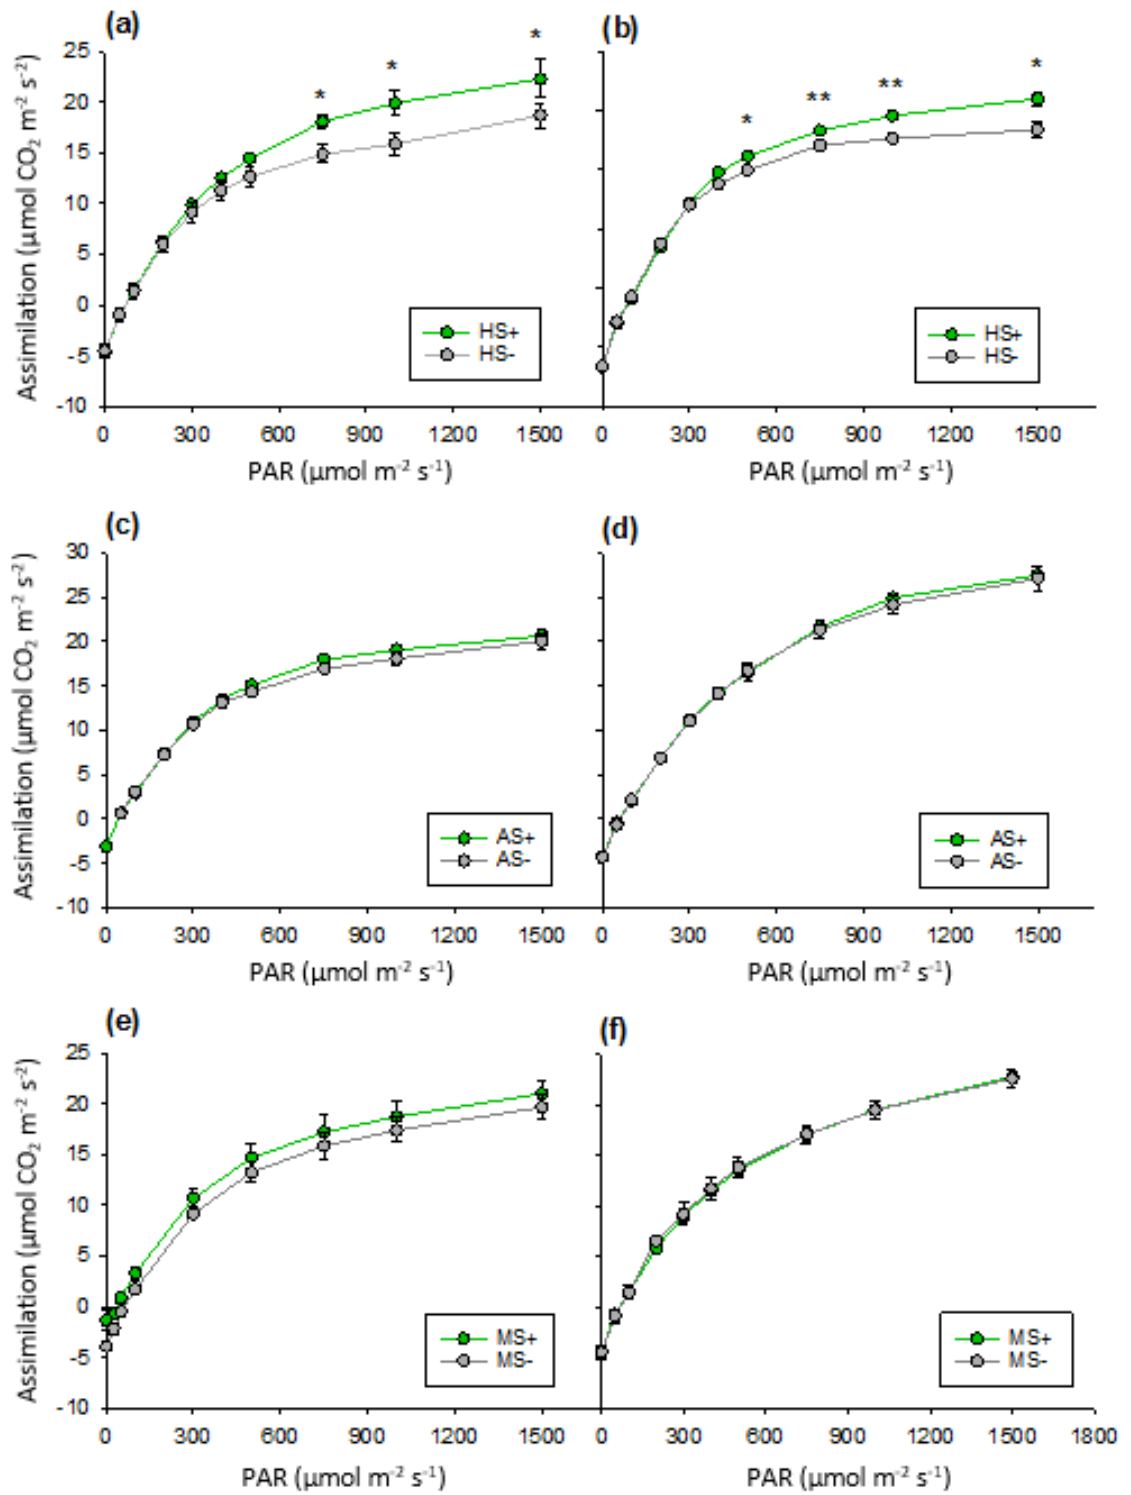 (a)
(b)
* * *
* ** ** *
Assimilation (µmol CO₂ m⁻² s⁻²)
25
20
15
10
5
0
-5
-10
HS+
HS-
HS+
HS-
0 300 600 900 1200 1500
0 300 600 900 1200 1500
PAR (µmol m⁻² s⁻¹)
PAR (µmol m⁻² s⁻¹)
(c)
(d)
Assimilation (µmol CO₂ m⁻² s⁻²)
30
25
20
15
10
5
0
-5
-10
AS+
AS-
AS+
AS-
0 300 600 900 1200 1500
0 300 600 900 1200 1500
PAR (µmol m⁻² s⁻¹)
PAR (µmol m⁻² s⁻¹)
(e)
(f)
Assimilation (µmol CO₂ m⁻² s⁻²)
25
20
15
10
5
0
-5
-10
MS+
MS-
MS+
MS-
0 300 600 900 1200 1500
0 300 600 900 1200 1500 1800
PAR (µmol m⁻² s⁻¹)
PAR (µmol m⁻² s⁻¹)